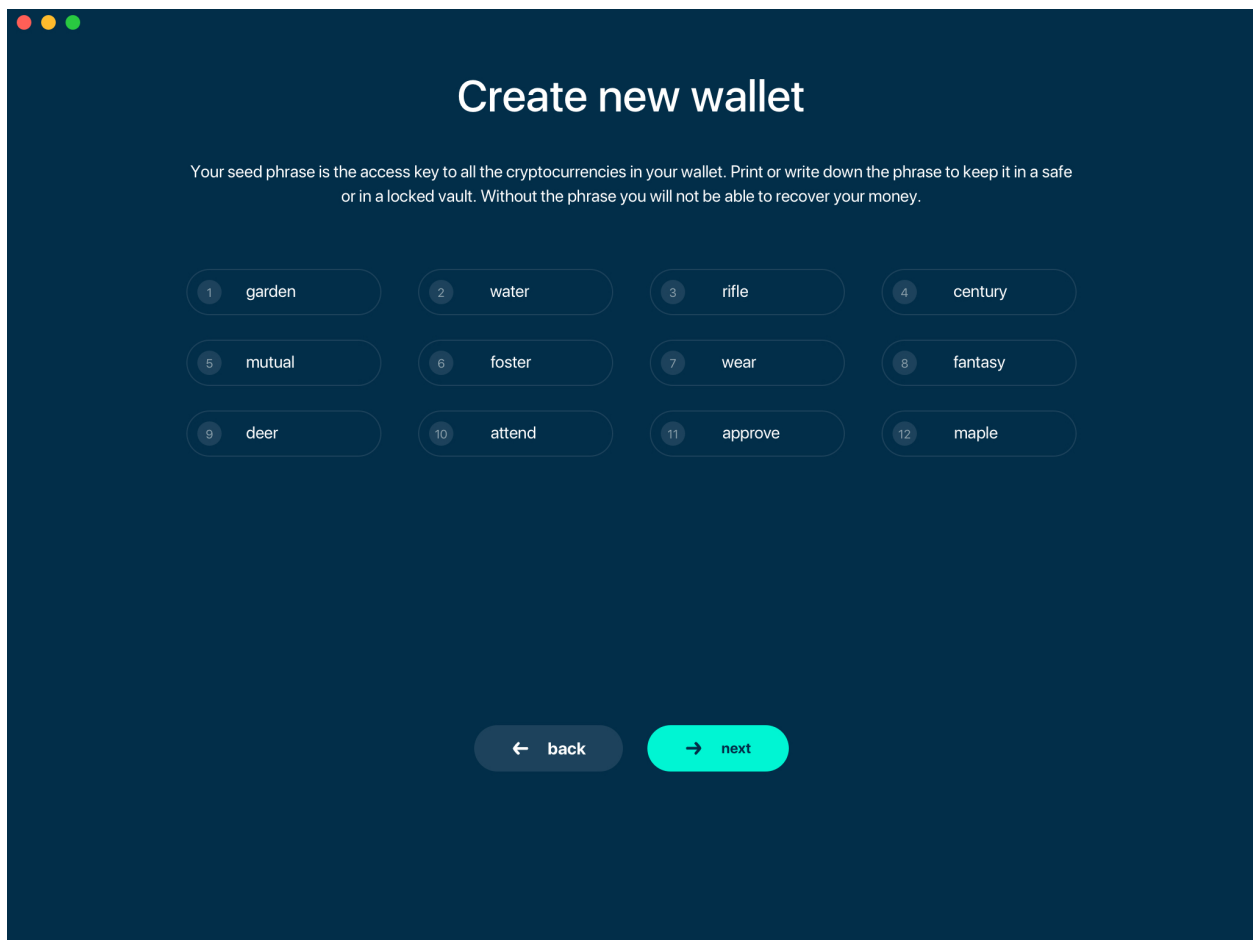 Create new wallet
Your seed phrase is the access key to all the cryptocurrencies in your wallet. Print or write down the phrase to keep it in a safe
or in a locked vault. Without the phrase you will not be able to recover your money.
1 garden 2 water 3 rifle 4 century
5 mutual 6 foster 7 wear 8 fantasy
9 deer 10 attend 11 approve 12 maple
← back → next